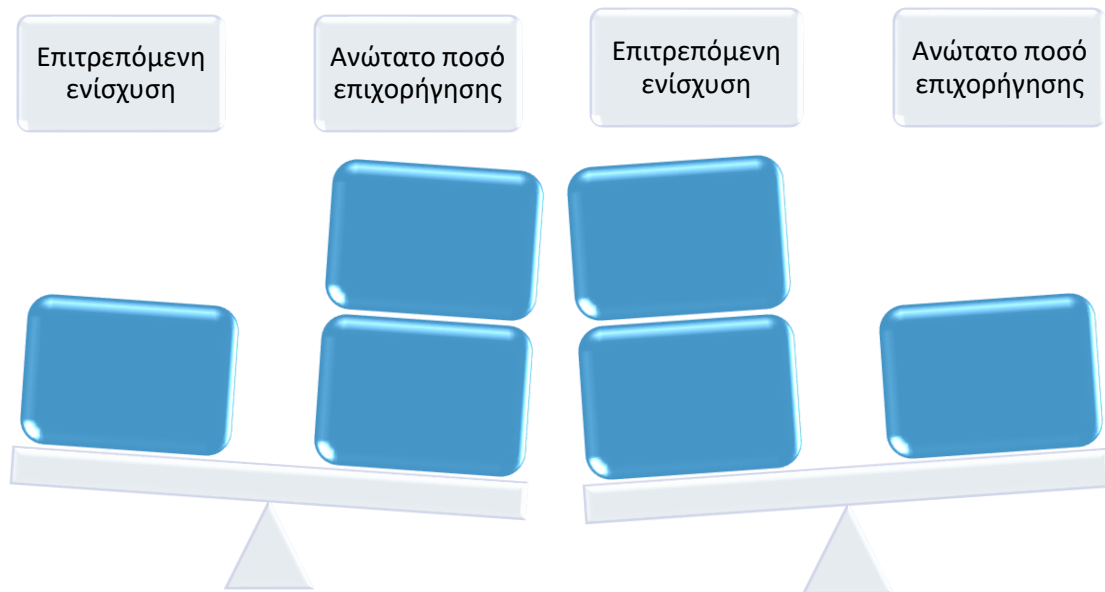 Επιτρεπόμενη
ενίσχυση
Ανώτατο ποσό
επιχορήγησης
Επιτρεπόμενη
ενίσχυση
Ανώτατο ποσό
επιχορήγησης